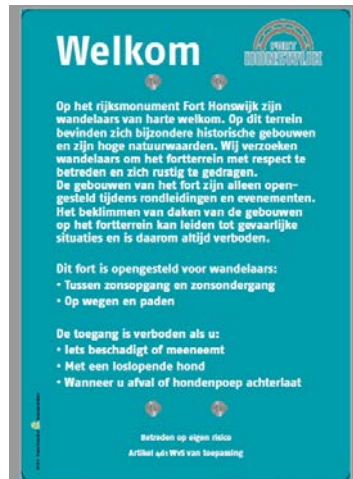 Welkom
FORT
HONSWIJK
Op het rijksmonument Fort Honswijk zijn
wandelaars van harte welkom. Op dit terrein
bevinden zich bijzondere historische gebouwen
en zijn hoge natuurwaarden. Wij verzoeken
wandelaars om het fortterrein met respect te
betreden en zich rustig te gedragen.
De gebouwen van het fort zijn alleen open-
gesteld tijdens rondleidingen en evenementen.
Het beklimmen van daken van de gebouwen
op het fortterrein kan leiden tot gevaarlijke
situaties en is daarom altijd verboden.
Dit fort is opengesteld voor wandelaars:
• Tussen zonsopgang en zonsondergang
• Op wegen en paden
De toegang is verboden als u:
• Iets beschadigt of meeneemt
• Met een loslopende hond
• Wanneer u afval of hondenpoep achterlaat
Betreden op eigen risico
Artikel 461 WvS van toepassing